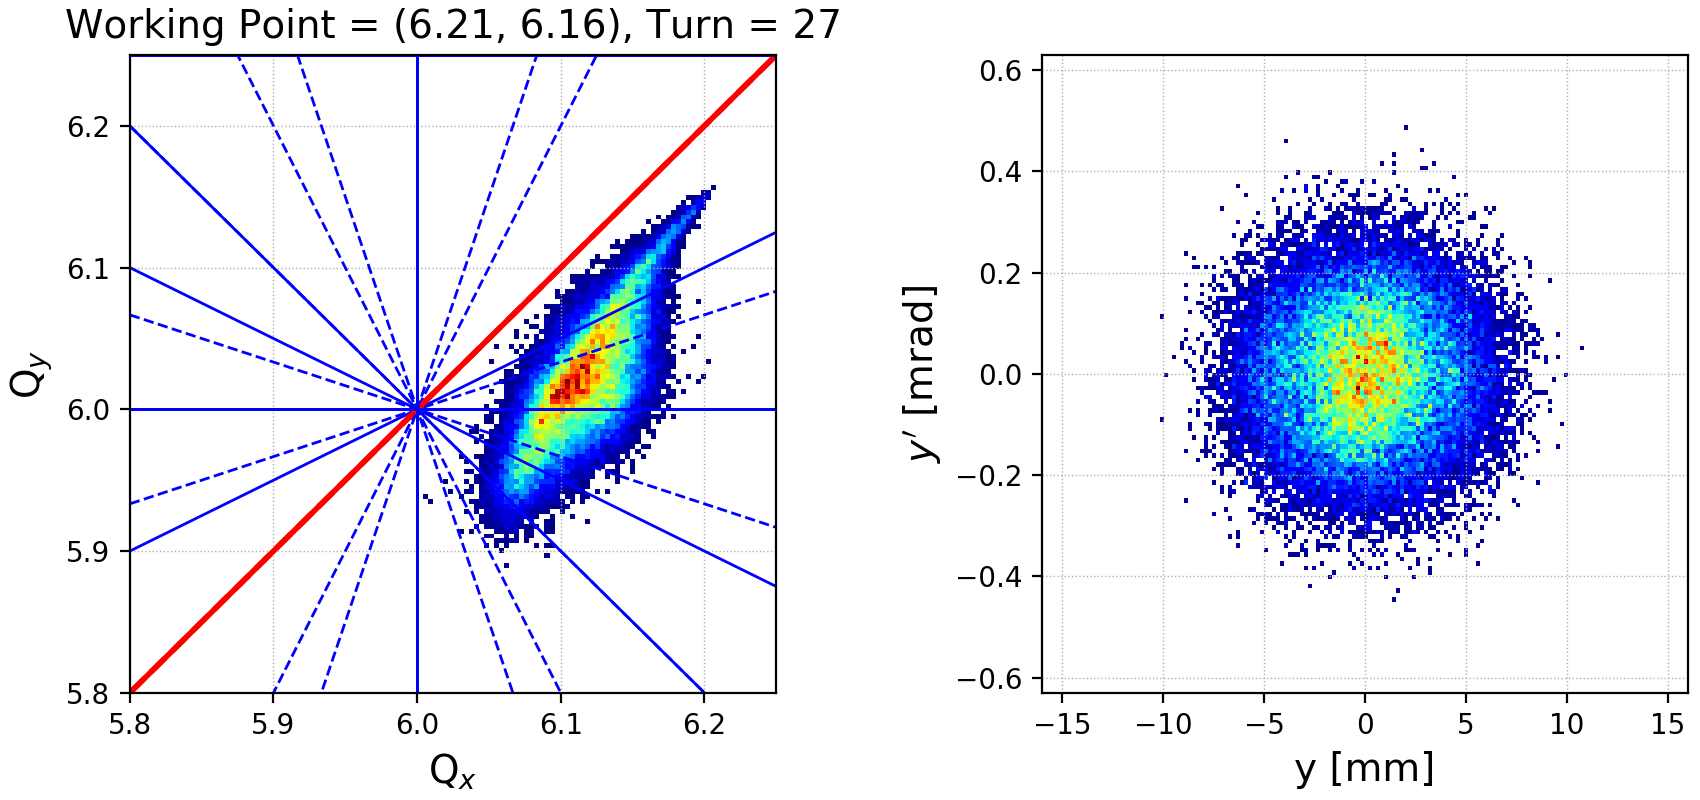 Working Point = (6.21, 6.16), Turn = 27
6.2
6.1
6.0
5.9
5.8
Q_y
5.8 5.9 6.0 6.1 6.2
Q_x
0.6
0.4
0.2
0.0
−0.2
−0.4
−0.6
y′ [mrad]
−15 −10 −5 0 5 10 15
y [mm]